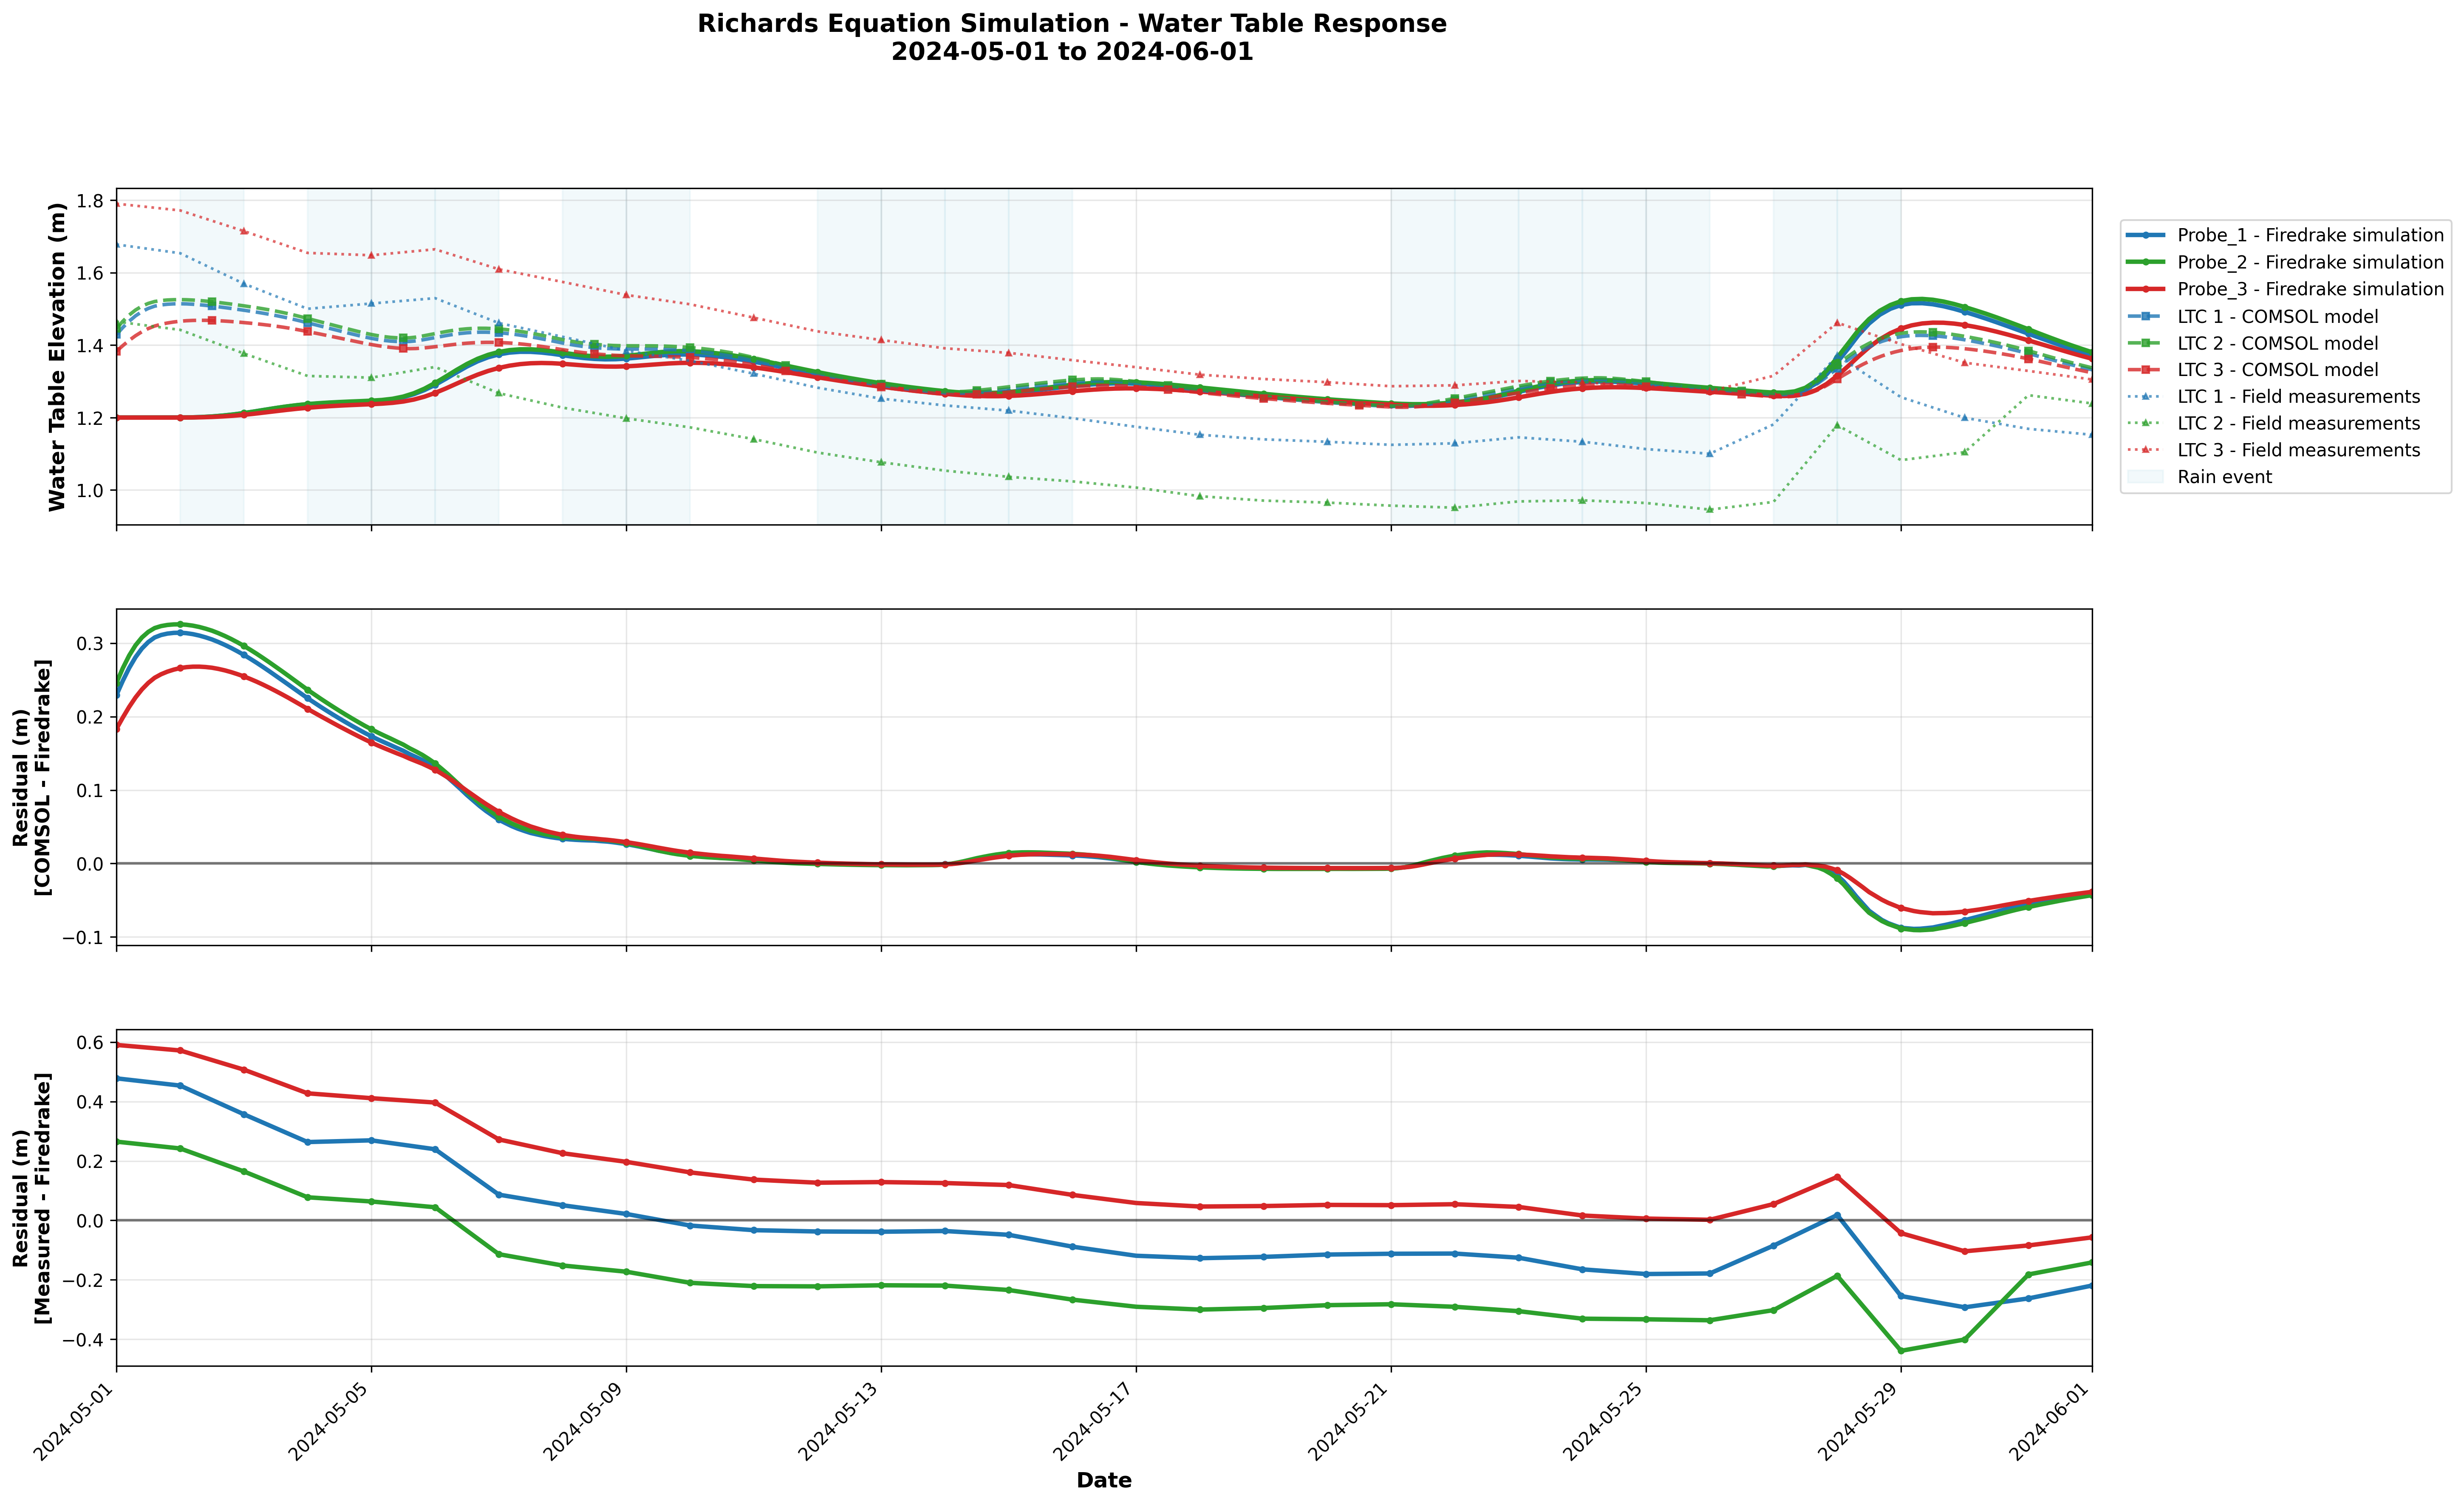 Richards Equation Simulation - Water Table Response
2024-05-01 to 2024-06-01
Water Table Elevation (m)
1.8
1.6
1.4
1.2
1.0
Probe_1 - Firedrake simulation
Probe_2 - Firedrake simulation
Probe_3 - Firedrake simulation
LTC 1 - COMSOL model
LTC 2 - COMSOL model
LTC 3 - COMSOL model
LTC 1 - Field measurements
LTC 2 - Field measurements
LTC 3 - Field measurements
Rain event
Residual (m)
[COMSOL - Firedrake]
0.3
0.2
0.1
0.0
−0.1
Residual (m)
[Measured - Firedrake]
0.6
0.4
0.2
0.0
−0.2
−0.4
2024-05-01
2024-05-05
2024-05-09
2024-05-13
2024-05-17
2024-05-21
2024-05-25
2024-05-29
2024-06-01
Date